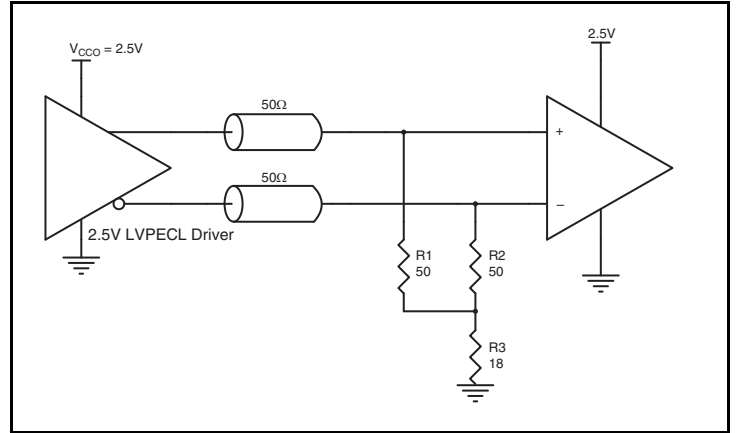 V_CCO = 2.5V
2.5V
50Ω
+
50Ω
–
2.5V LVPECL Driver
R1
50
R2
50
R3
18